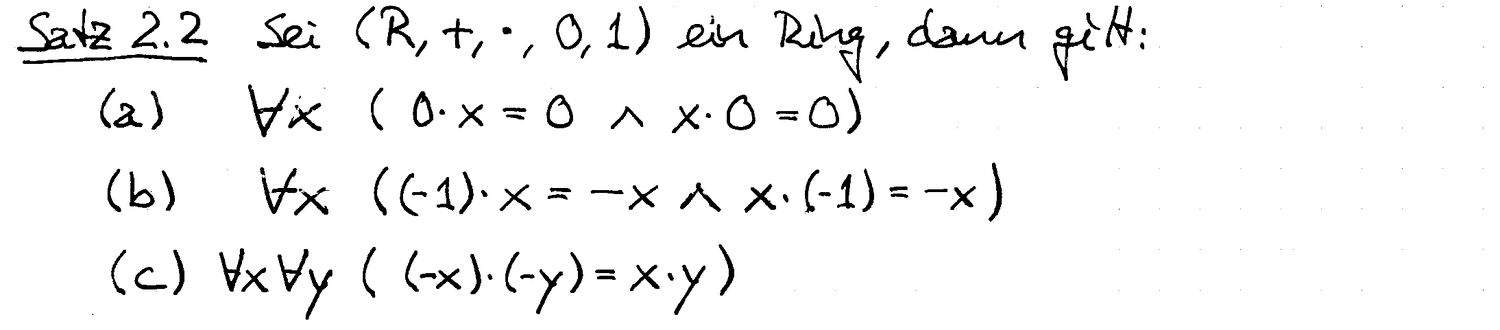 Satz 2.2 Sei (R, +, ·, 0, 1) ein Ring, dann gilt:
(a) ∀x ( 0·x = 0 ∧ x·0 = 0)
(b) ∀x ((-1)·x = -x ∧ x·(-1) = -x)
(c) ∀x∀y ( (-x)·(-y) = x·y)